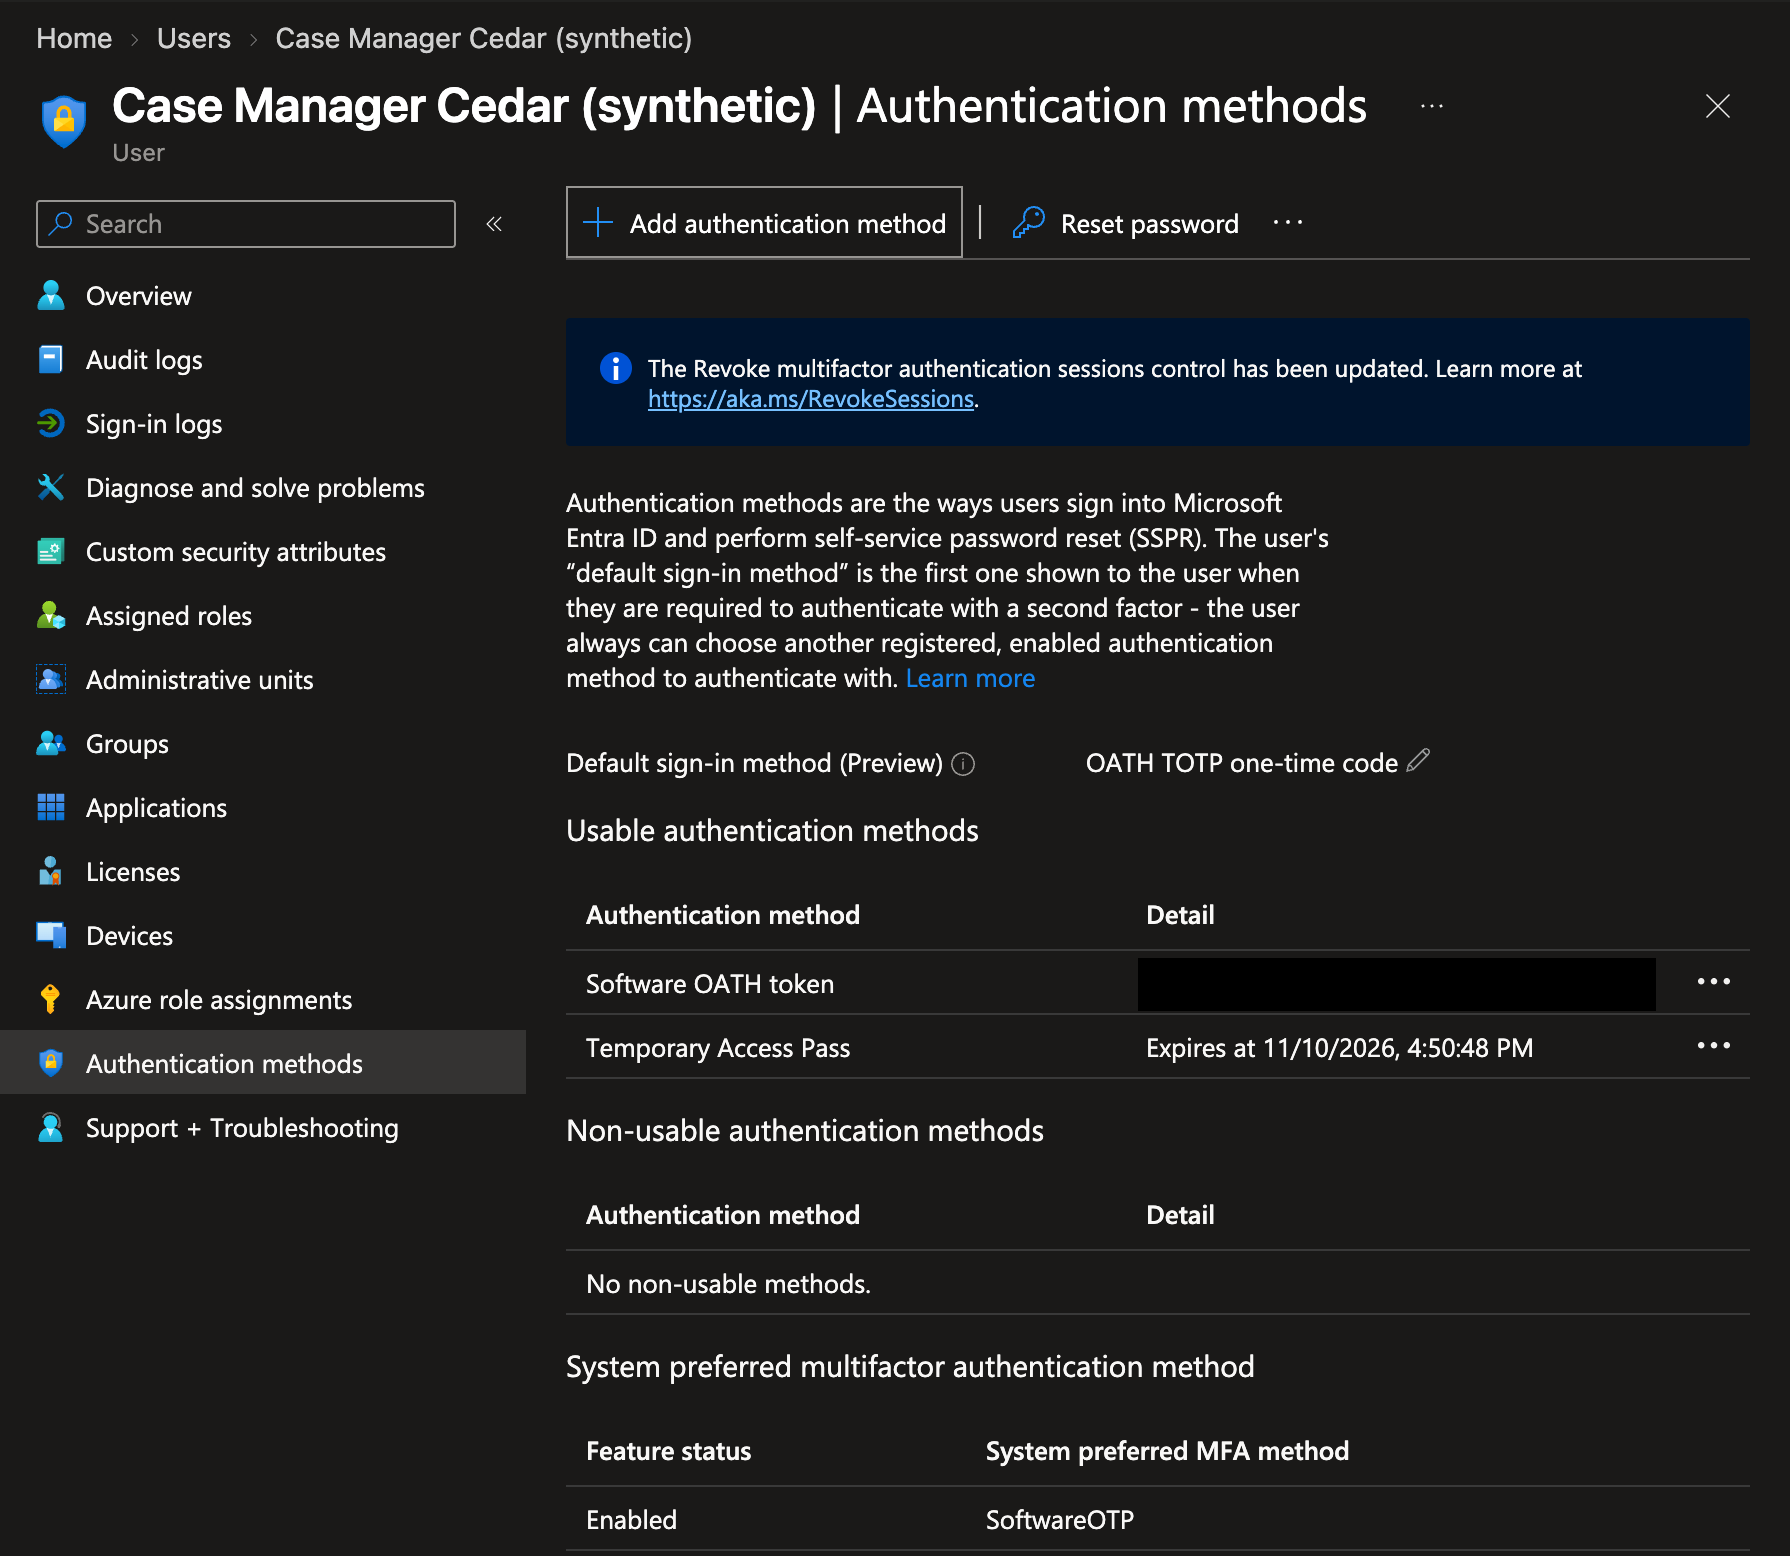 Home > Users > Case Manager Cedar (synthetic)
Case Manager Cedar (synthetic) | Authentication methods ...
User
Search
«
Add authentication method | Reset password ...
Overview
Audit logs
Sign-in logs
Diagnose and solve problems
Custom security attributes
Assigned roles
Administrative units
Groups
Applications
Licenses
Devices
Azure role assignments
Authentication methods
Support + Troubleshooting
The Revoke multifactor authentication sessions control has been updated. Learn more at
https://aka.ms/RevokeSessions.
Authentication methods are the ways users sign into Microsoft
Entra ID and perform self-service password reset (SSPR). The user's
“default sign-in method” is the first one shown to the user when
they are required to authenticate with a second factor - the user
always can choose another registered, enabled authentication
method to authenticate with. Learn more
Default sign-in method (Preview) OATH TOTP one-time code
Usable authentication methods
Authentication method Detail
Software OATH token ...
Temporary Access Pass Expires at 11/10/2026, 4:50:48 PM ...
Non-usable authentication methods
Authentication method Detail
No non-usable methods.
System preferred multifactor authentication method
Feature status System preferred MFA method
Enabled SoftwareOTP